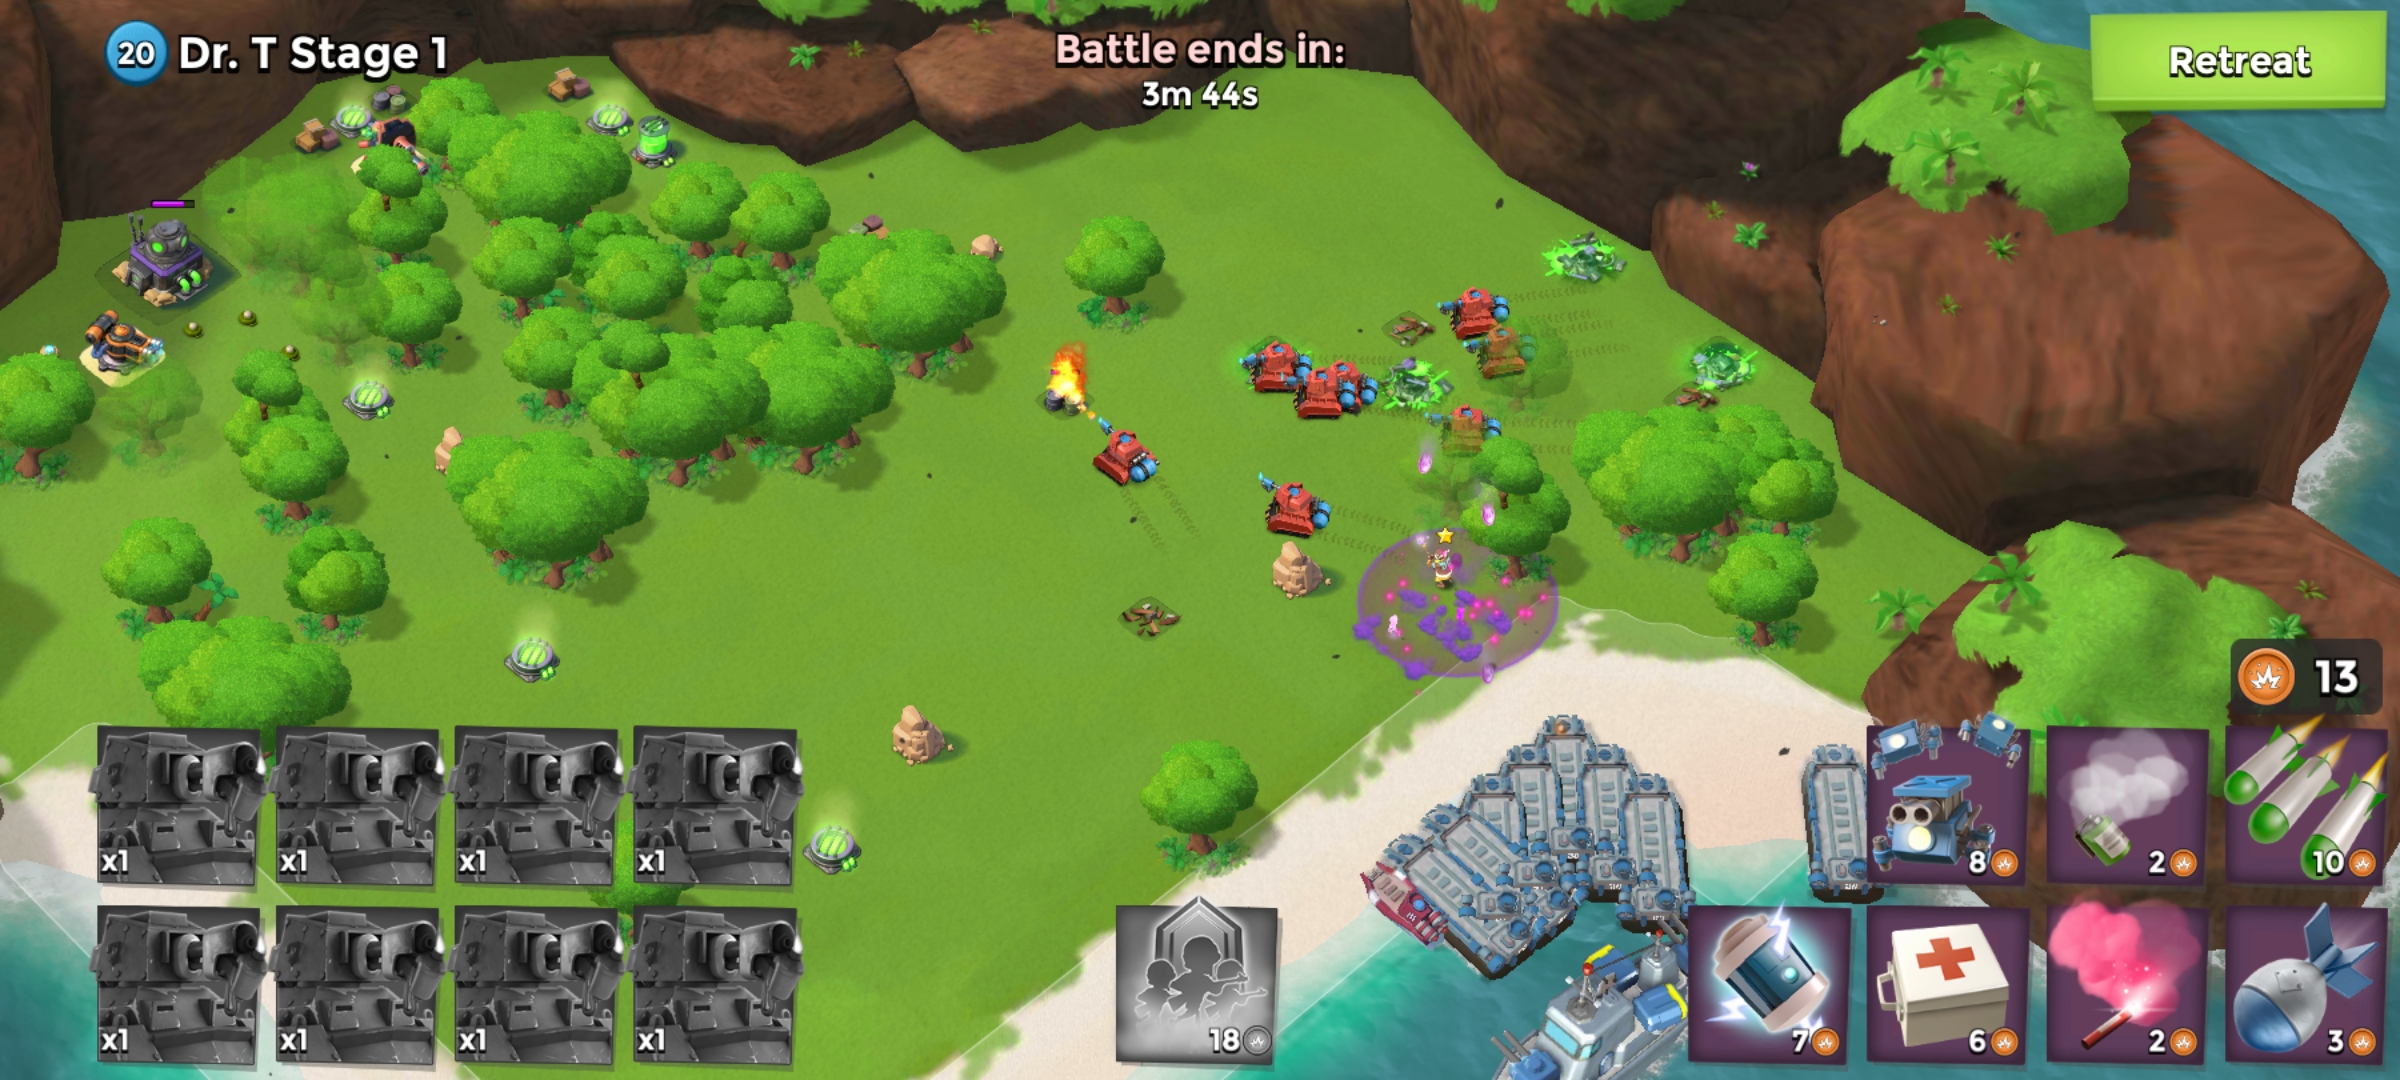 20 Dr. T Stage 1
Battle ends in:
3m 44s
Retreat
13
x1 x1 x1 x1
8 2 10
x1 x1 x1 x1
18 7 6 2 3